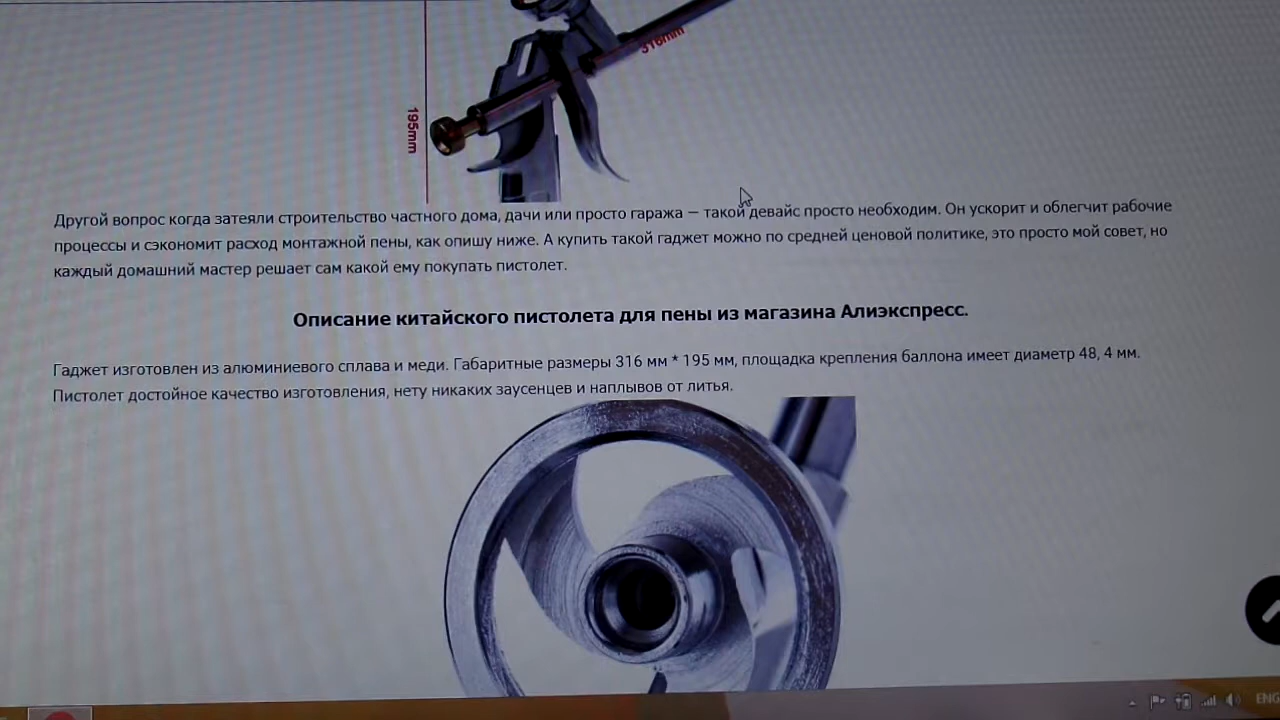 316mm
195mm
Другой вопрос когда затеяли строительство частного дома, дачи или просто гаража — такой девайс просто необходим. Он ускорит и облегчит рабочие
процессы и сэкономит расход монтажной пены, как опишу ниже. А купить такой гаджет можно по средней ценовой политике, это просто мой совет, но
каждый домашний мастер решает сам какой ему покупать пистолет.
Описание китайского пистолета для пены из магазина Алиэкспресс.
Гаджет изготовлен из алюминиевого сплава и меди. Габаритные размеры 316 мм * 195 мм, площадка крепления баллона имеет диаметр 48, 4 мм.
Пистолет достойное качество изготовления, нету никаких заусенцев и наплывов от литья.
ENG